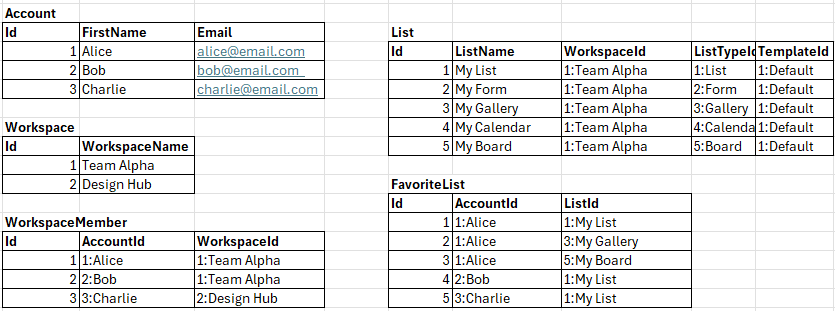 Account
Id FirstName Email
1 Alice alice@email.com
2 Bob bob@email.com
3 Charlie charlie@email.com
Workspace
Id WorkspaceName
1 Team Alpha
2 Design Hub
WorkspaceMember
Id AccountId WorkspaceId
1 1:Alice 1:Team Alpha
2 2:Bob 1:Team Alpha
3 3:Charlie 2:Design Hub
List
Id ListName WorkspaceId ListTypeId TemplateId
1 My List 1:Team Alpha 1:List 1:Default
2 My Form 1:Team Alpha 2:Form 1:Default
3 My Gallery 1:Team Alpha 3:Gallery 1:Default
4 My Calendar 1:Team Alpha 4:Calenda 1:Default
5 My Board 1:Team Alpha 5:Board 1:Default
FavoriteList
Id AccountId ListId
1 1:Alice 1:My List
2 1:Alice 3:My Gallery
3 1:Alice 5:My Board
4 2:Bob 1:My List
5 3:Charlie 1:My List